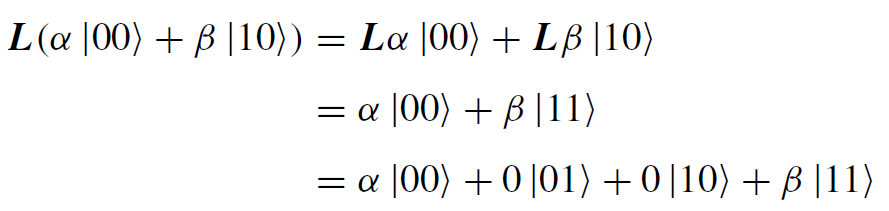 L(α |00⟩ + β |10⟩) = Lα |00⟩ + Lβ |10⟩
= α |00⟩ + β |11⟩
= α |00⟩ + 0 |01⟩ + 0 |10⟩ + β |11⟩